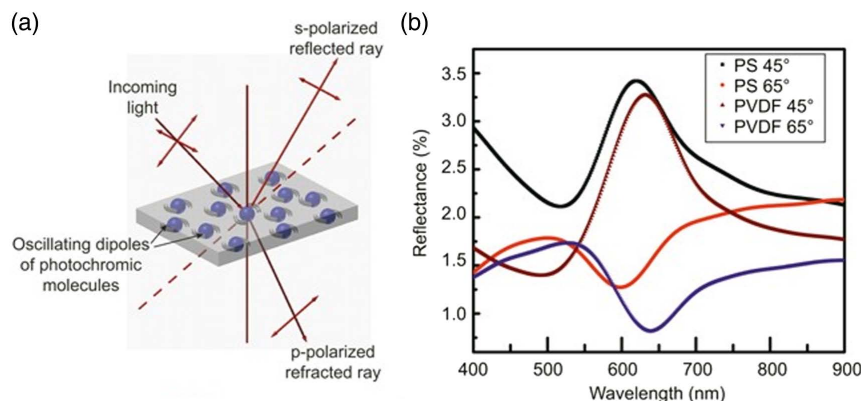 (a)
s-polarized
reflected ray
Incoming
light
Oscillating dipoles
of photochromic
molecules
p-polarized
refracted ray
(b)
Reflectance (%)
3.5
3.0
2.5
2.0
1.5
1.0
PS 45°
PS 65°
PVDF 45°
PVDF 65°
400 500 600 700 800 900
Wavelength (nm)